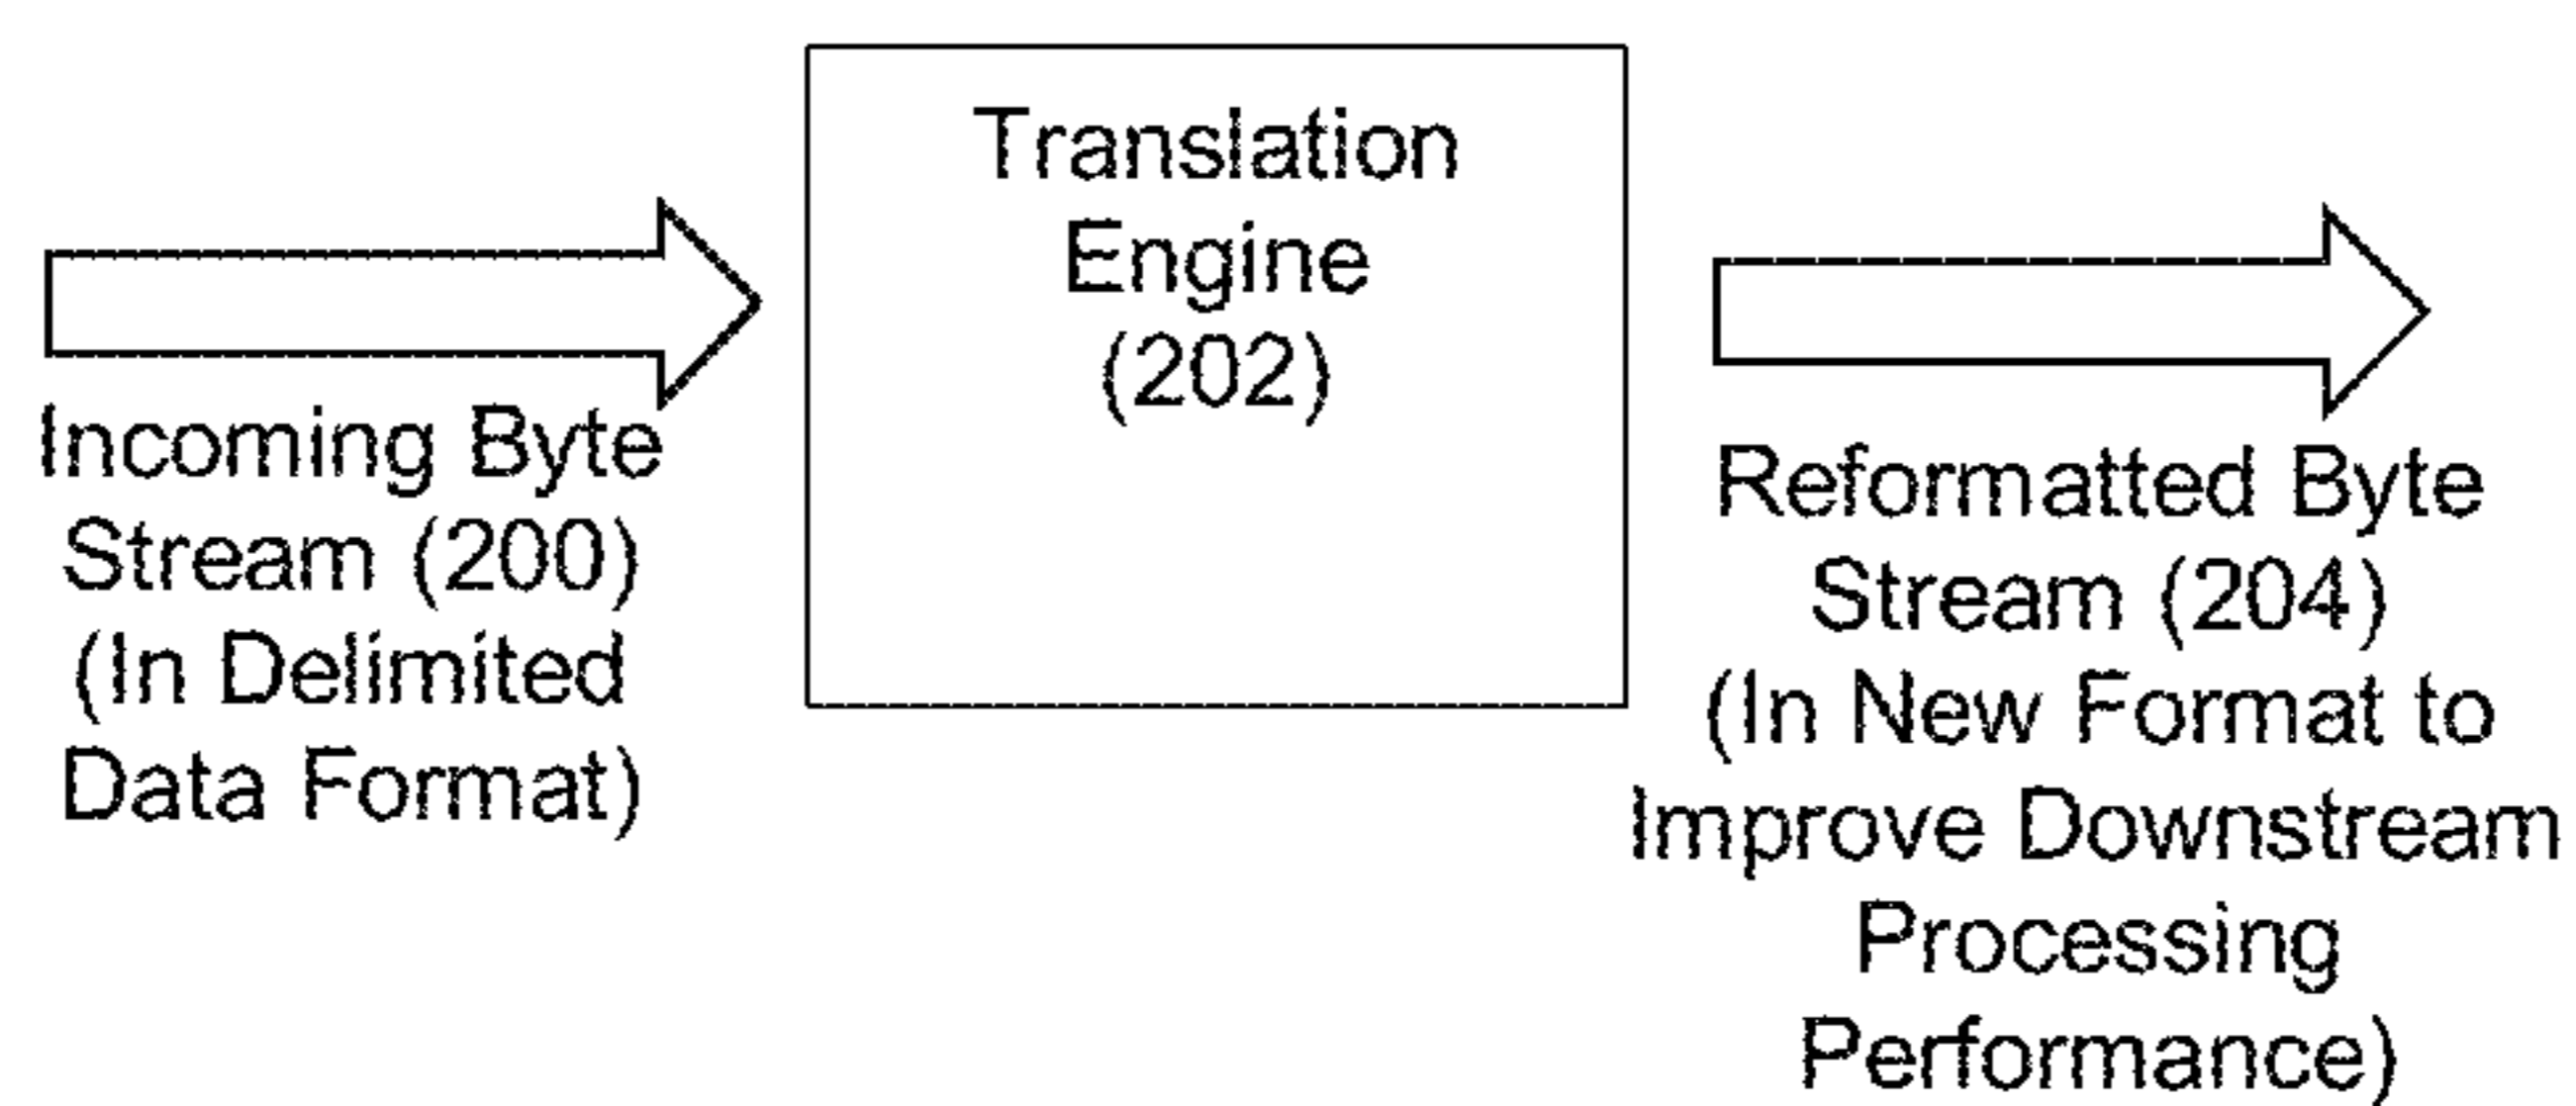 Translation
Engine
(202)
Incoming Byte
Stream (200)
(In Delimited
Data Format)
Reformatted Byte
Stream (204)
(In New Format to
Improve Downstream
Processing
Performance)